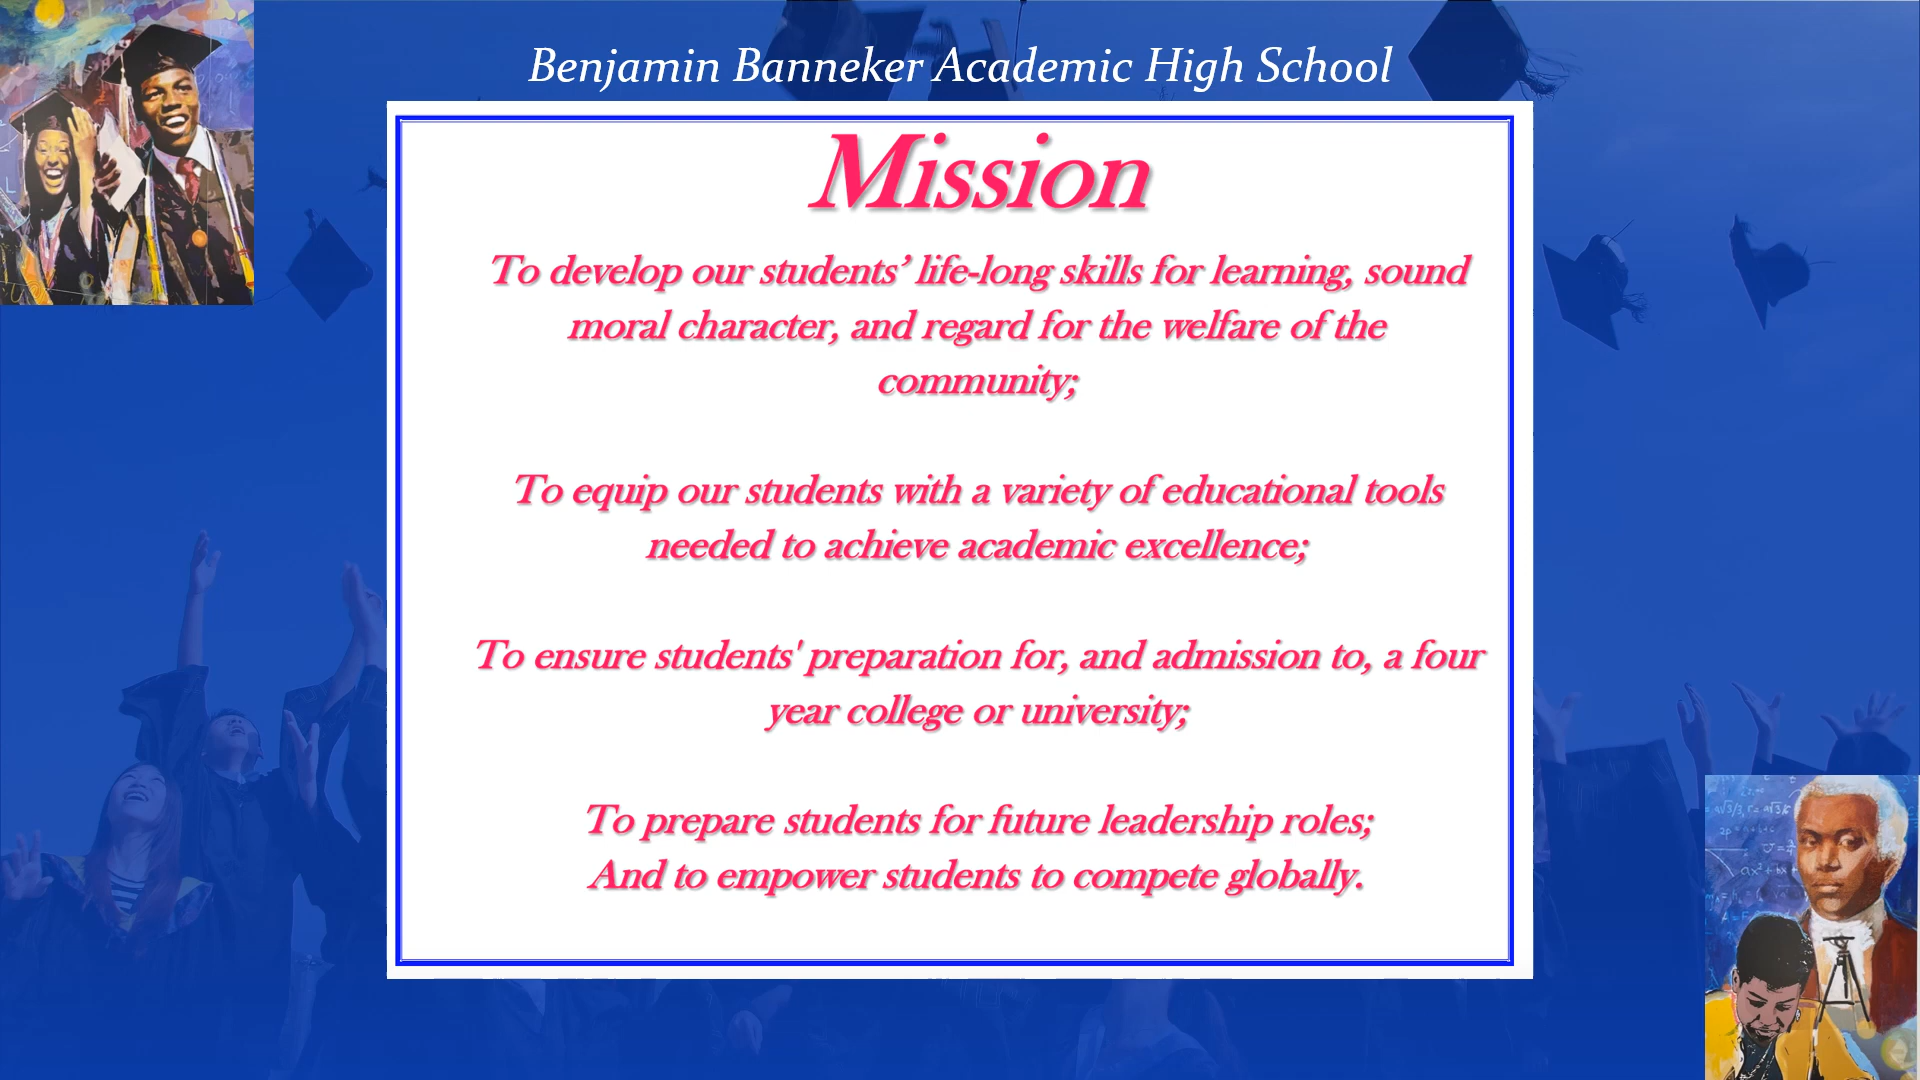 Benjamin Banneker Academic High School
Mission
To develop our students’ life-long skills for learning, sound
moral character, and regard for the welfare of the
community;
To equip our students with a variety of educational tools
needed to achieve academic excellence;
To ensure students' preparation for, and admission to, a four
year college or university;
To prepare students for future leadership roles;
And to empower students to compete globally.